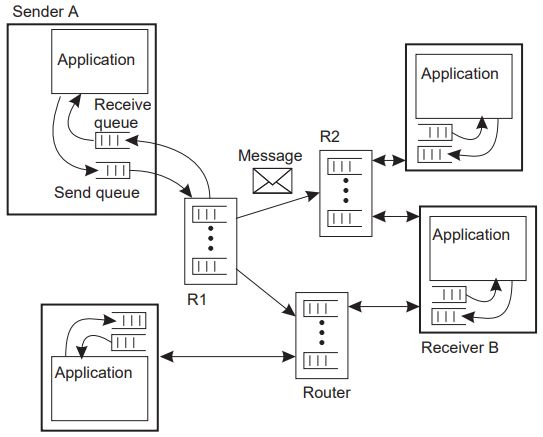 Sender A
Application
Receive
queue
Send queue
R1
Message
R2
Application
Application
Receiver B
Application
Router